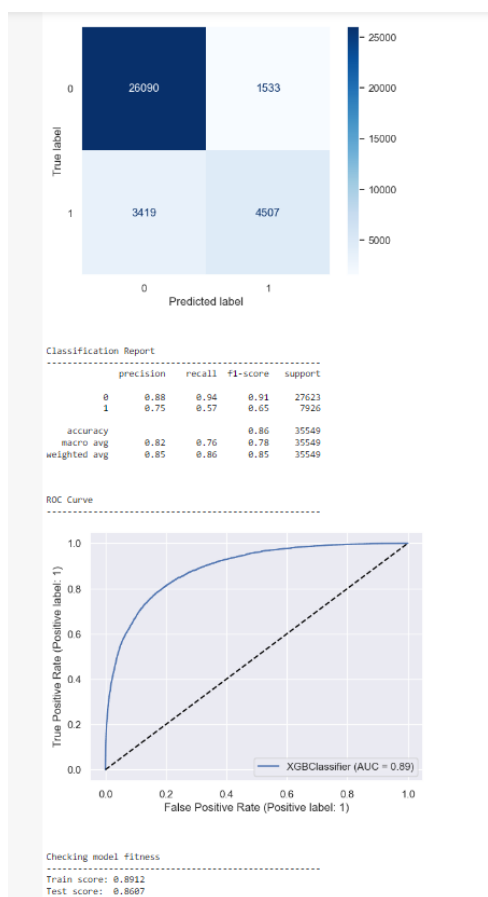 25000
0
26090
1533
20000
True label
15000
10000
1
3419
4507
5000
0
1
Predicted label
Classification Report
------------------------------------------------------
precision recall f1-score support
0 0.88 0.94 0.91 27623
1 0.75 0.57 0.65 7926
accuracy 0.86 35549
macro avg 0.82 0.76 0.78 35549
weighted avg 0.85 0.86 0.85 35549
ROC Curve
------------------------------------------------------
1.0
0.8
0.6
0.4
0.2
0.0
True Positive Rate (Positive label: 1)
XGBClassifier (AUC = 0.89)
0.0 0.2 0.4 0.6 0.8 1.0
False Positive Rate (Positive label: 1)
Checking model fitness
------------------------------------------------------
Train score: 0.8912
Test score: 0.8607